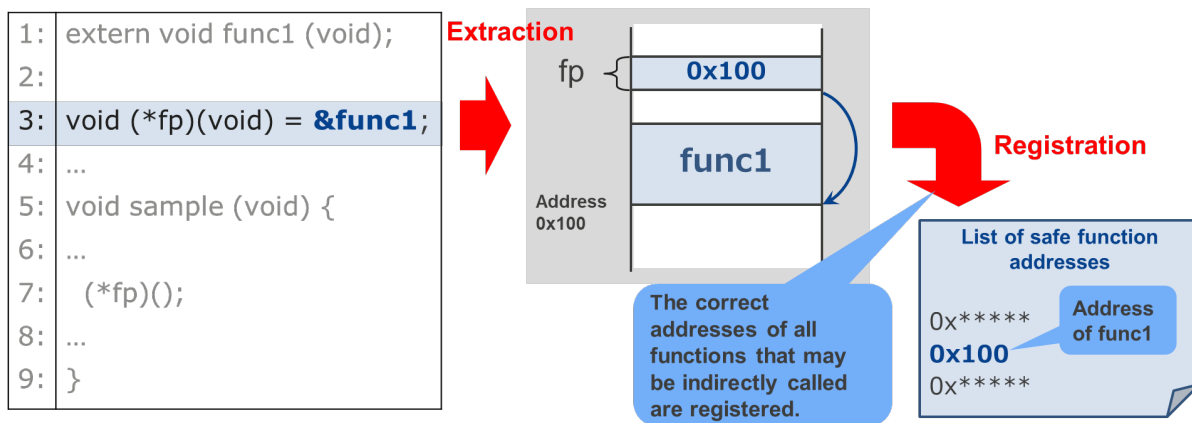 1: extern void func1 (void);
2:
3: void (*fp)(void) = &func1;
4: ...
5: void sample (void) {
6: ...
7: (*fp)();
8: ...
9: }
Extraction
fp
0x100
func1
Address
0x100
Registration
The correct
addresses of all
functions that may
be indirectly called
are registered.
List of safe function
addresses
0x*****
0x100
0x*****
Address
of func1